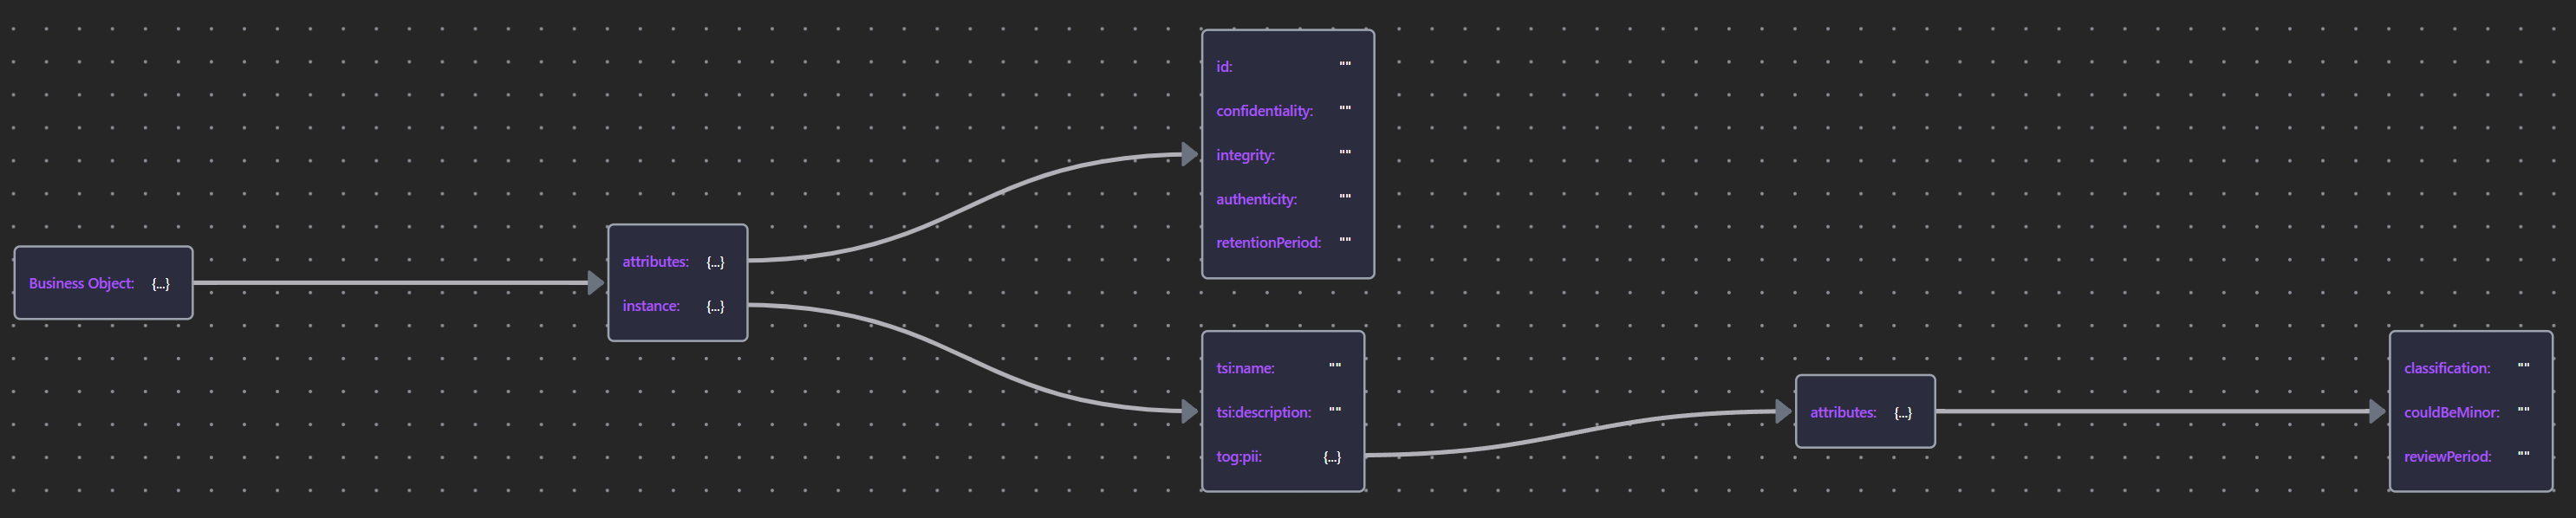 Business Object: {...}
attributes: {...}
instance: {...}
id: ""
confidentiality: ""
integrity: ""
authenticity: ""
retentionPeriod: ""
tsi:name: ""
tsi:description: ""
tog:pii: {...}
attributes: {...}
classification: ""
couldBeMinor: ""
reviewPeriod: ""